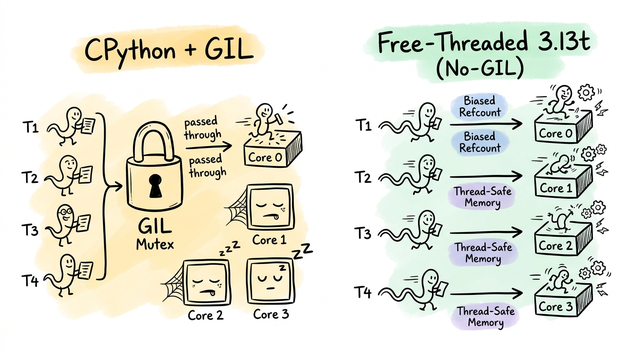 CPython + GIL
T1
T2
T3
T4
GIL
Mutex
passed
through
passed
through
Core 0
Core 1
zzZ
Core 2
zZ
z
Core 3
Free-Threaded 3.13t
(No-GIL)
T1
Biased
Refcount
Biased
Refcount
Core 0
T2
Thread-Safe
Memory
Core 1
T3
Thread-Safe
Memory
Core 2
T4
Thread-Safe
Memory
Core 3